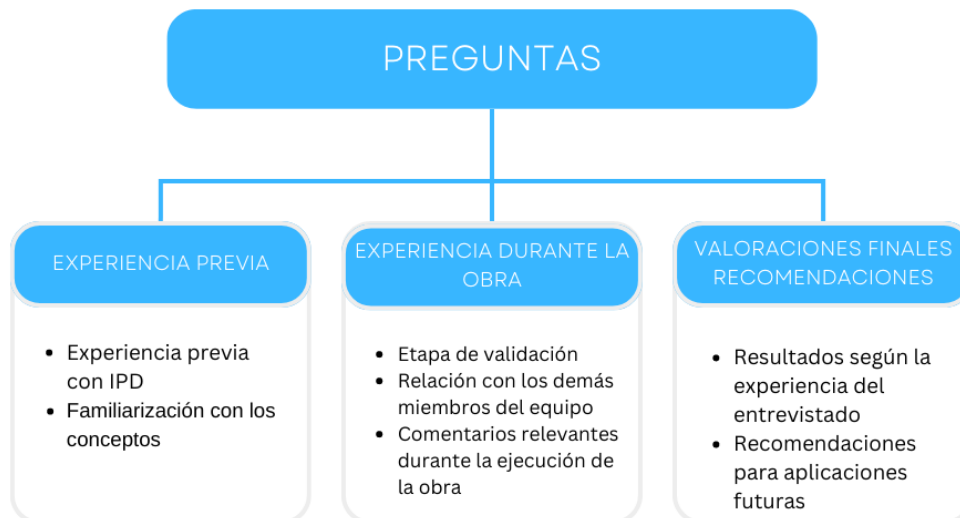 PREGUNTAS
EXPERIENCIA PREVIA
• Experiencia previa
con IPD
• Familiarización con los
conceptos
EXPERIENCIA DURANTE LA
OBRA
• Etapa de validación
• Relación con los demás
miembros del equipo
• Comentarios relevantes
durante la ejecución de
la obra
VALORACIONES FINALES
RECOMENDACIONES
• Resultados según la
experiencia del
entrevistado
• Recomendaciones
para aplicaciones
futuras